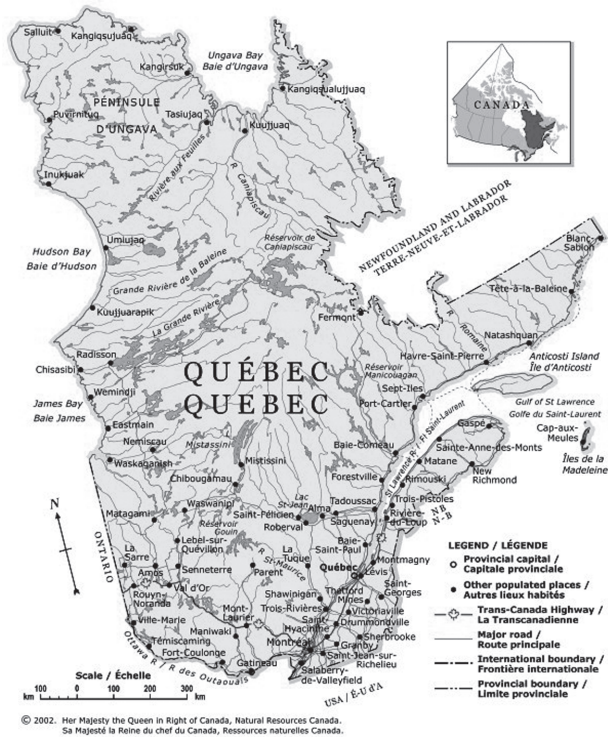 Salluit
Kangiqsujuaq
Ungava Bay
Baie d'Ungava
Kangirsuk
Kangiqsualujjuaq
PÉNINSULE
D'UNGAVA
CANADA
Puvirnituq
Tasiujaq
Kuujjuaq
Rivière aux Feuilles
R Caniapiscau
Inukjuak
NEWFOUNDLAND AND LABRADOR
TERRE-NEUVE-ET-LABRADOR
Umiujaq
Hudson Bay
Baie d'Hudson
Réservoir de
Caniapiscau
Blanc-
Sablon
Grande Rivière de la Baleine
Tête-à-la-Baleine
Kuujjuarapik
La Grande Rivière
Fermont
R Romaine
Natashquan
Radisson
Havre-Saint-Pierre
Anticosti Island
Île d'Anticosti
Chisasibi
QUÉBEC
QUEBEC
Réservoir
Manicouagan
Sept-Iles
Wemindji
Port-Cartier
James Bay
Baie James
Gulf of St Lawrence
Golfe du Saint-Laurent
Eastmain
Gaspé
Cap-aux-
Meules
Nemiscau
Mistassini
Baie-Comeau
St Lawrence R - Fl Saint-Laurent
Sainte-Anne-des-Monts
Îles de la
Madeleine
Waskaganish
Mistissini
Matane
New
Richmond
Chibougamau
Forestville
Rimouski
Lac
St-Jean
Tadoussac
Trois-Pistoles
N
Matagami
Waswanipi
Saint-Félicien
Alma
Rivière-
du-Loup
NB
N-B
Réservoir
Gouin
Roberval
Saguenay
ONTARIO
Lebel-sur-
Quévillon
Baie-
Saint-Paul
La
Sarre
Amos
Senneterre
R St-Maurice
La
Tuque
Montmagny
Parent
Québec
Lévis
Rouyn-
Noranda
Val d'Or
Shawinigan
Thetford
Mines
Saint-
Georges
Mont-
Laurier
Trois-Rivières
Victoriaville
Ville-Marie
Saint-
Hyacinthe
Drummondville
Maniwaki
Témiscaming
Montréal
Sherbrooke
Granby
Fort-Coulonge
Ottawa R / R des Outaouais
Gatineau
Saint-Jean-sur-
Richelieu
Salaberry-
de-Valleyfield
USA / É-U d'A
LEGEND / LÉGENDE
Provincial capital /
Capitale provinciale
Other populated places /
Autres lieux habités
Trans-Canada Highway /
La Transcanadienne
Major road /
Route principale
International boundary /
Frontière internationale
Provincial boundary /
Limite provinciale
Scale / Échelle
100 0 100 200 300
km km
© 2002. Her Majesty the Queen in Right of Canada, Natural Resources Canada.
Sa Majesté la Reine du chef du Canada, Ressources naturelles Canada.